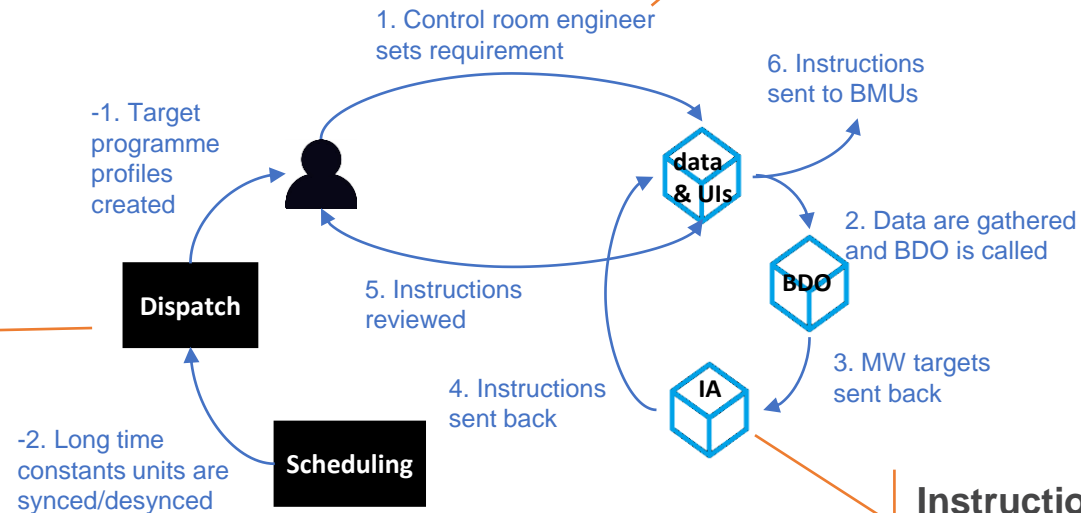 1. Control room engineer
sets requirement
6. Instructions
sent to BMUs
-1. Target
programme
profiles
created
data
& UIs
2. Data are gathered
and BDO is called
BDO
Dispatch
5. Instructions
reviewed
3. MW targets
sent back
IA
4. Instructions
sent back
-2. Long time
constants units are
synced/desynced
Scheduling
Instructio